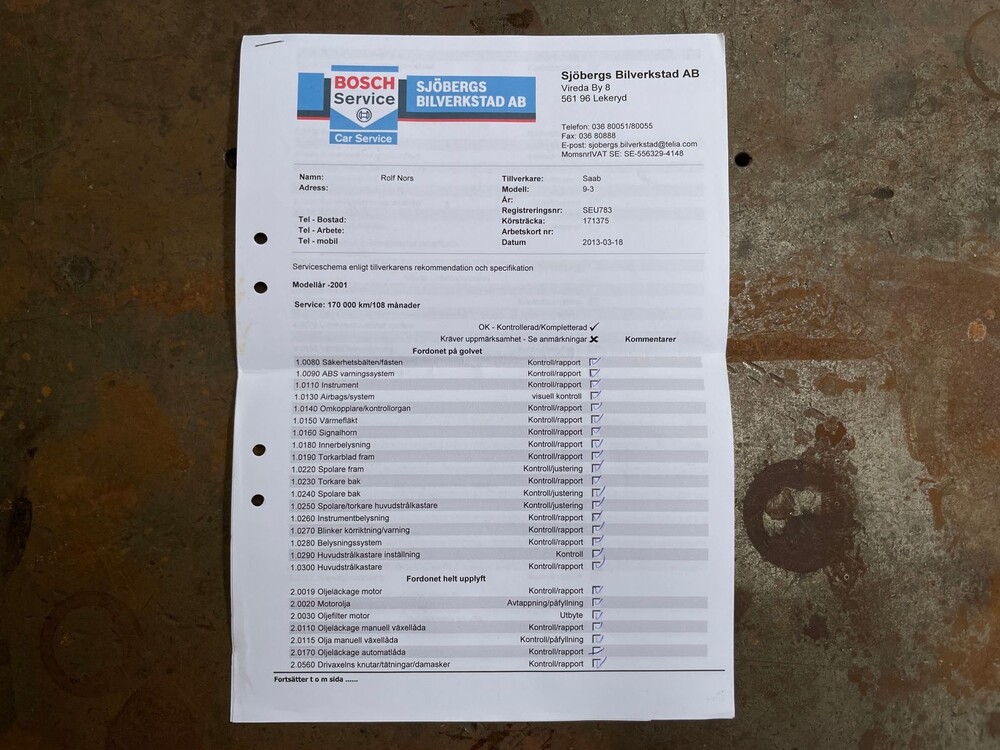 BOSCH
Service
Car Service
SJÖBERGS
BILVERKSTAD AB
Sjöbergs Bilverkstad AB
Vireda By 8
561 96 Lekeryd
Telefon: 036 80051/80055
Fax: 036 80888
E-post: sjobergs.bilverkstad@telia.com
MomsnrIVAT SE: SE-556329-4148
Namn: Rolf Nors
Adress:
Tel - Bostad:
Tel - Arbete:
Tel - mobil
Tillverkare: Saab
Modell: 9-3
År:
Registreringsnr: SEU783
Körsträcka: 171375
Arbetskort nr:
Datum 2013-03-18
Serviceschema enligt tillverkarens rekommendation och specifikation
Modellår -2001
Service: 170 000 km/108 månader
OK - Kontrollerad/Kompletterad ✓
Kräver uppmärksamhet - Se anmärkningar ✘ Kommentarer
Fordonet på golvet
1.0080 Säkerhetsbälten/fästen Kontroll/rapport
1.0090 ABS varningssystem Kontroll/rapport
1.0110 Instrument Kontroll/rapport
1.0130 Airbags/system visuell kontroll
1.0140 Omkopplare/kontrollorgan Kontroll/rapport
1.0150 Värmefläkt Kontroll/rapport
1.0160 Signalhorn Kontroll/rapport
1.0180 Innerbelysning Kontroll/rapport
1.0190 Torkarblad fram Kontroll/rapport
1.0220 Spolare fram Kontroll/justering
1.0230 Torkare bak Kontroll/rapport
1.0240 Spolare bak Kontroll/justering
1.0250 Spolare/torkare huvudstrålkastare Kontroll/justering
1.0260 Instrumentbelysning Kontroll/rapport
1.0270 Blinker körriktning/varning Kontroll/rapport
1.0280 Belysningssystem Kontroll/rapport
1.0290 Huvudstrålkastare inställning Kontroll
1.0300 Huvudstrålkastare Kontroll/rapport
Fordonet helt upplyft
2.0019 Oljeläckage motor Kontroll/rapport
2.0020 Motorolja Avtappning/påfyllning
2.0030 Oljefilter motor Utbyte
2.0110 Oljeläckage manuell växellåda Kontroll/rapport
2.0115 Olja manuell växellåda Kontroll/påfyllning
2.0170 Oljeläckage automatlåda Kontroll/rapport
2.0560 Drivaxelns knutar/tätningar/damasker Kontroll/rapport
Fortsätter t o m sida ......